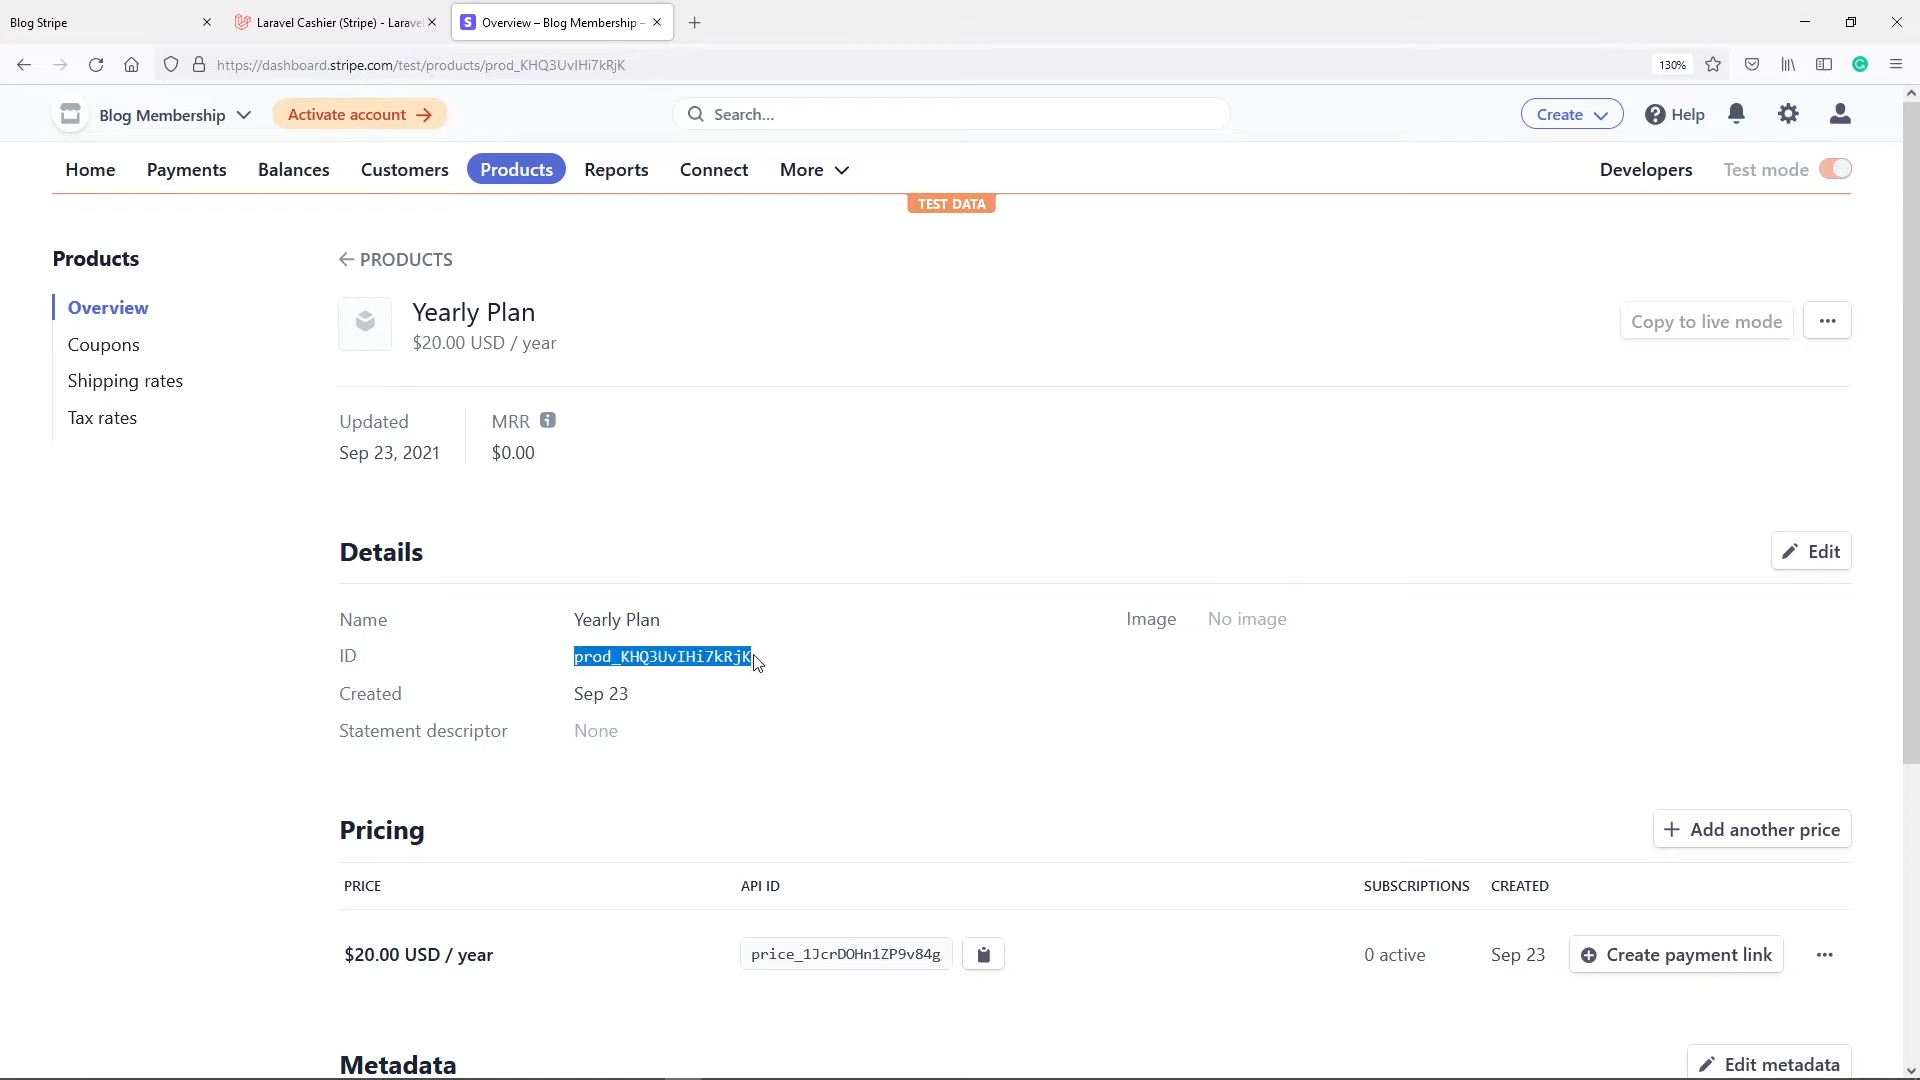 Blog Stripe
Laravel Cashier (Stripe) - Larave
S Overview – Blog Membership –
https://dashboard.stripe.com/test/products/prod_KHQ3UvIHi7kRjK
130%
Blog Membership
Activate account →
Search...
Create
Help
Home
Payments
Balances
Customers
Products
Reports
Connect
More
Developers
Test mode
TEST DATA
Products
Overview
Coupons
Shipping rates
Tax rates
← PRODUCTS
Yearly Plan
$20.00 USD / year
Copy to live mode
Updated
Sep 23, 2021
MRR
$0.00
Details
Edit
Name
Yearly Plan
ID
prod_KHQ3UvIHi7kRjK
Created
Sep 23
Statement descriptor
None
Image
No image
Pricing
+ Add another price
PRICE
API ID
SUBSCRIPTIONS
CREATED
$20.00 USD / year
price_1JcrDOHn1ZP9v84g
0 active
Sep 23
Create payment link
Metadata
Edit metadata